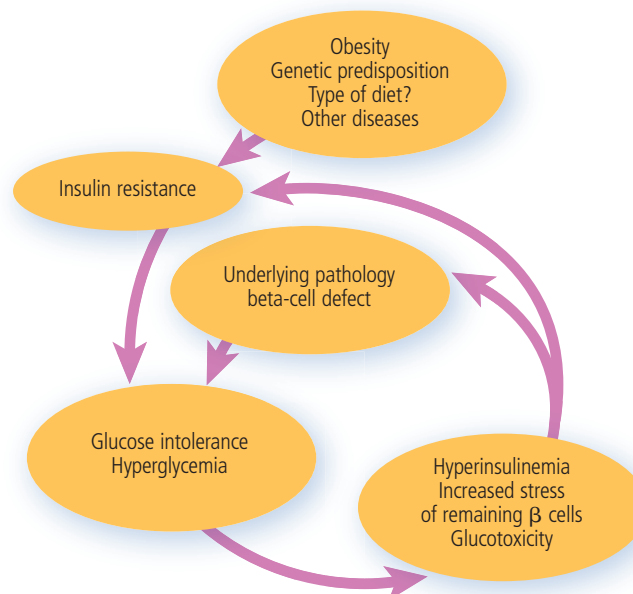 Obesity
Genetic predisposition
Type of diet?
Other diseases
Insulin resistance
Underlying pathology
beta-cell defect
Glucose intolerance
Hyperglycemia
Hyperinsulinemia
Increased stress
of remaining β cells
Glucotoxicity